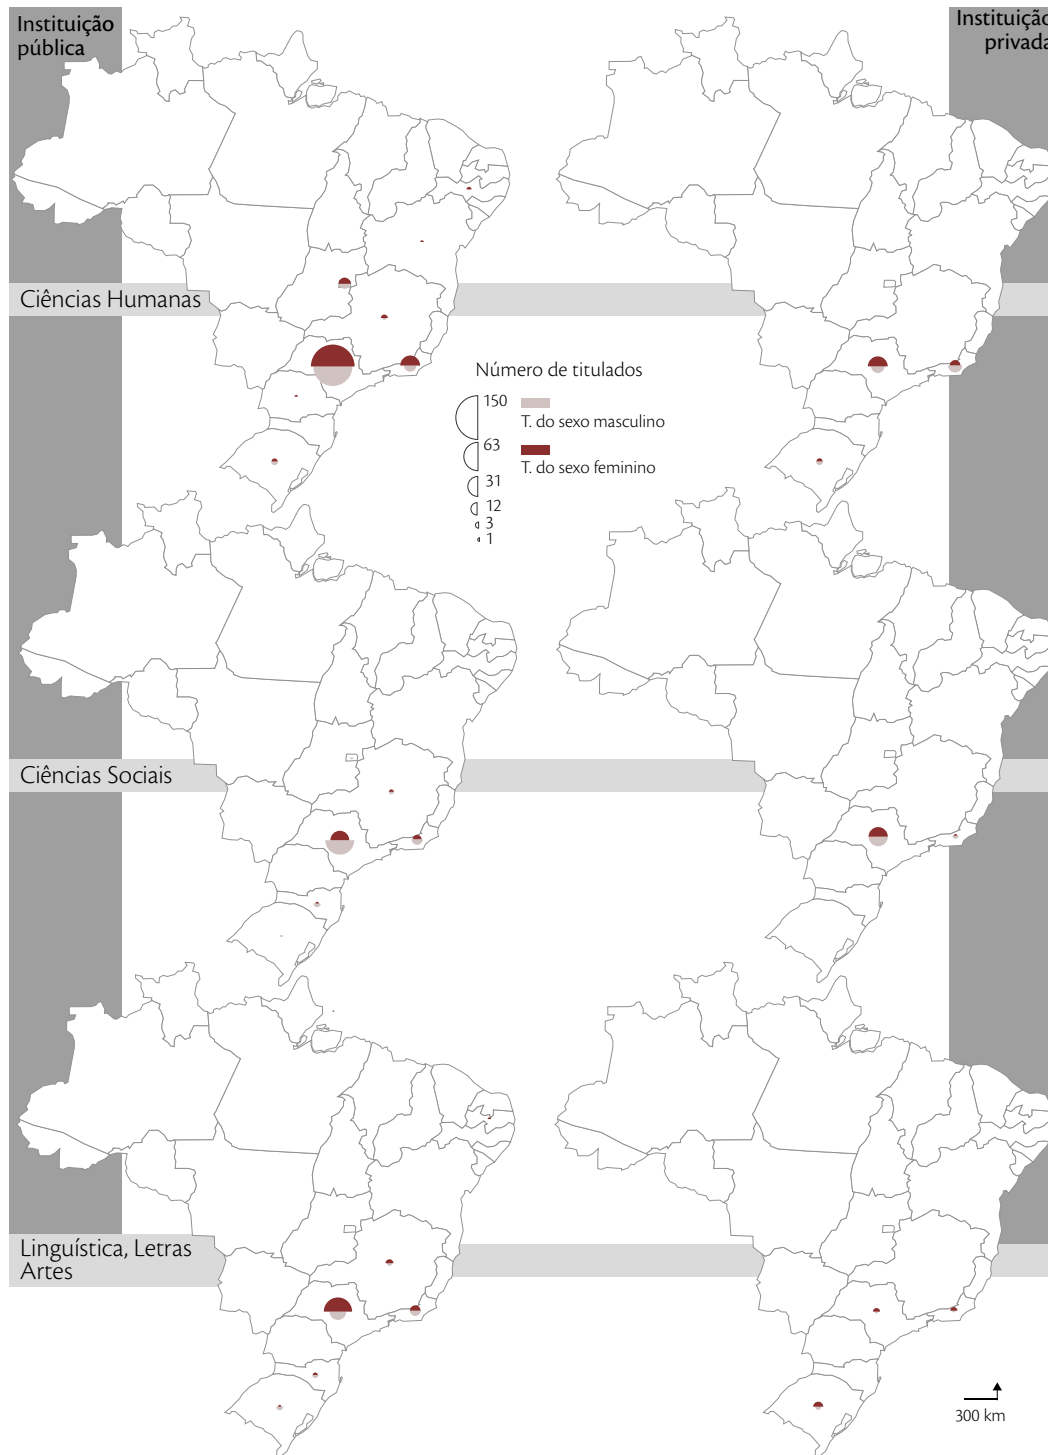 Instituição
pública
Instituição
privada
Ciências Humanas
Número de titulados
150
T. do sexo masculino
63
T. do sexo feminino
31
12
3
1
Ciências Sociais
Linguística, Letras
Artes
300 km